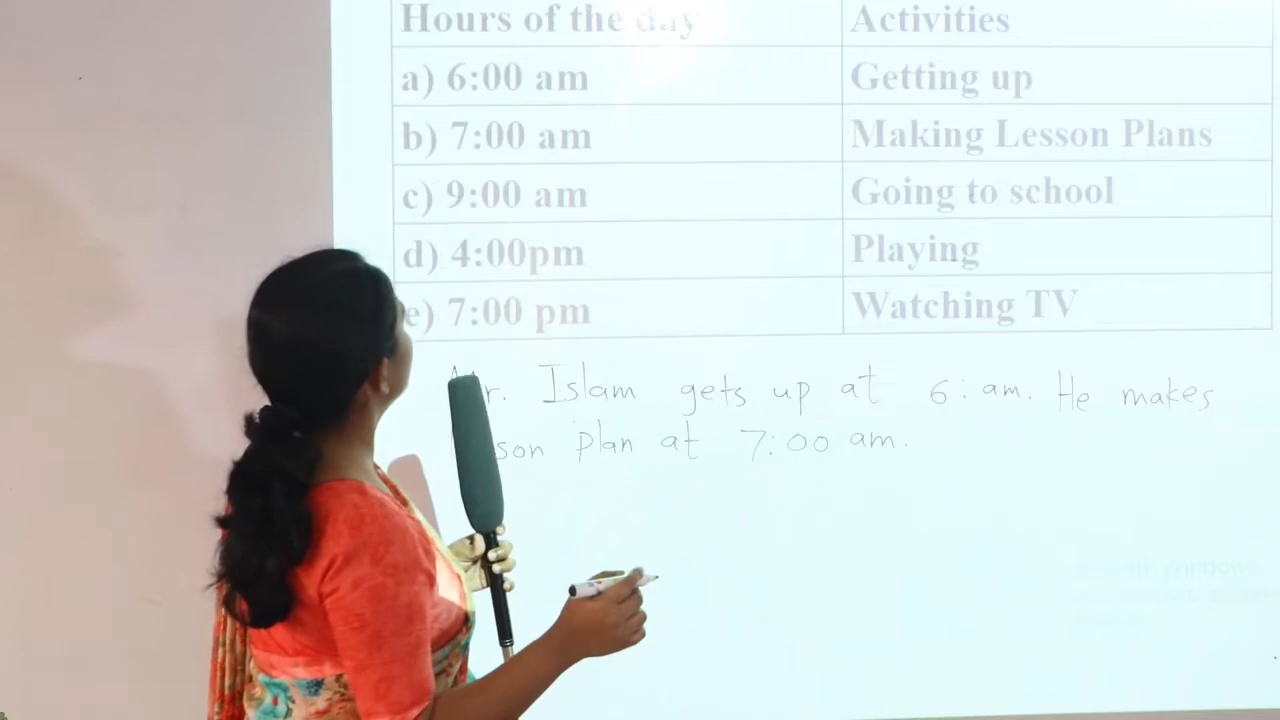 Hours of the day Activities
a) 6:00 am Getting up
b) 7:00 am Making Lesson Plans
c) 9:00 am Going to school
d) 4:00pm Playing
e) 7:00 pm Watching TV
Mr. Islam gets up at 6: am. He makes
plan at 7:00 am.